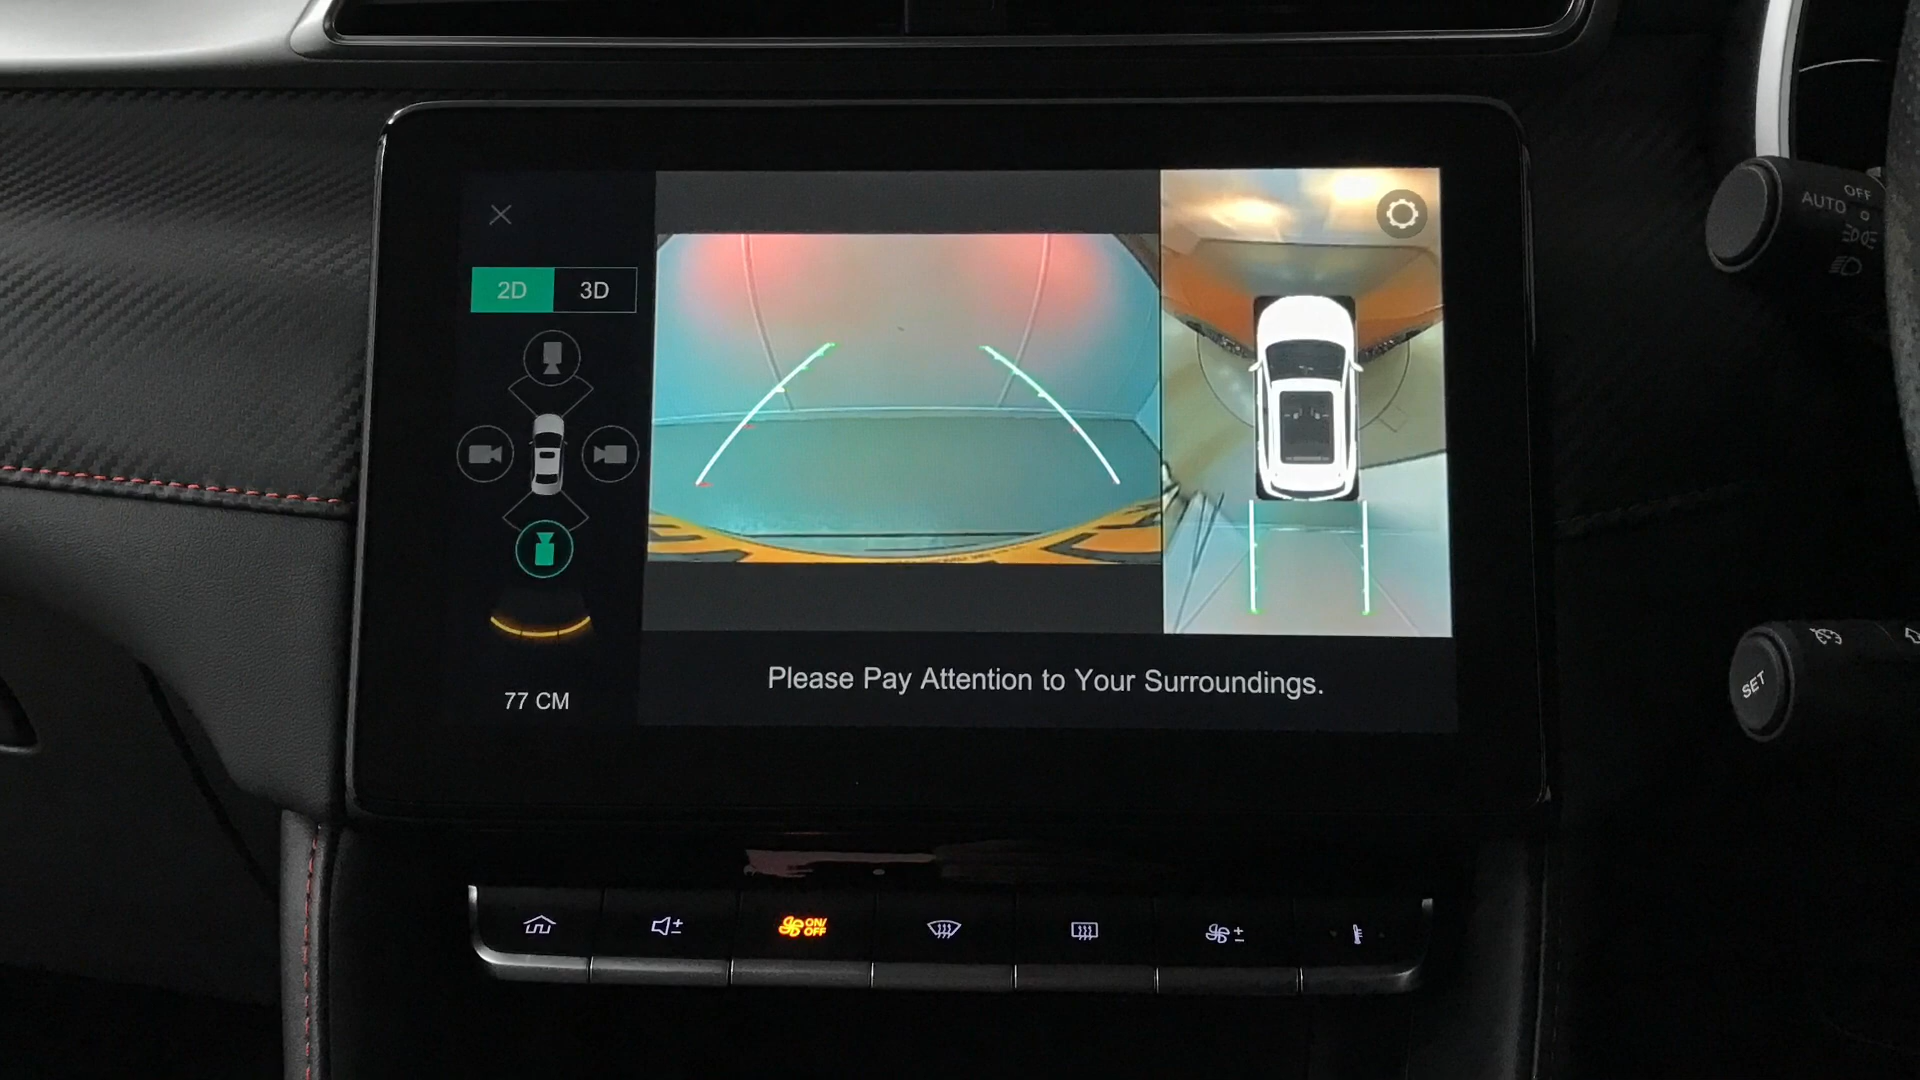 OFF
AUTO
2D 3D
Please Pay Attention to Your Surroundings.
77 CM
SET
ON/
OFF